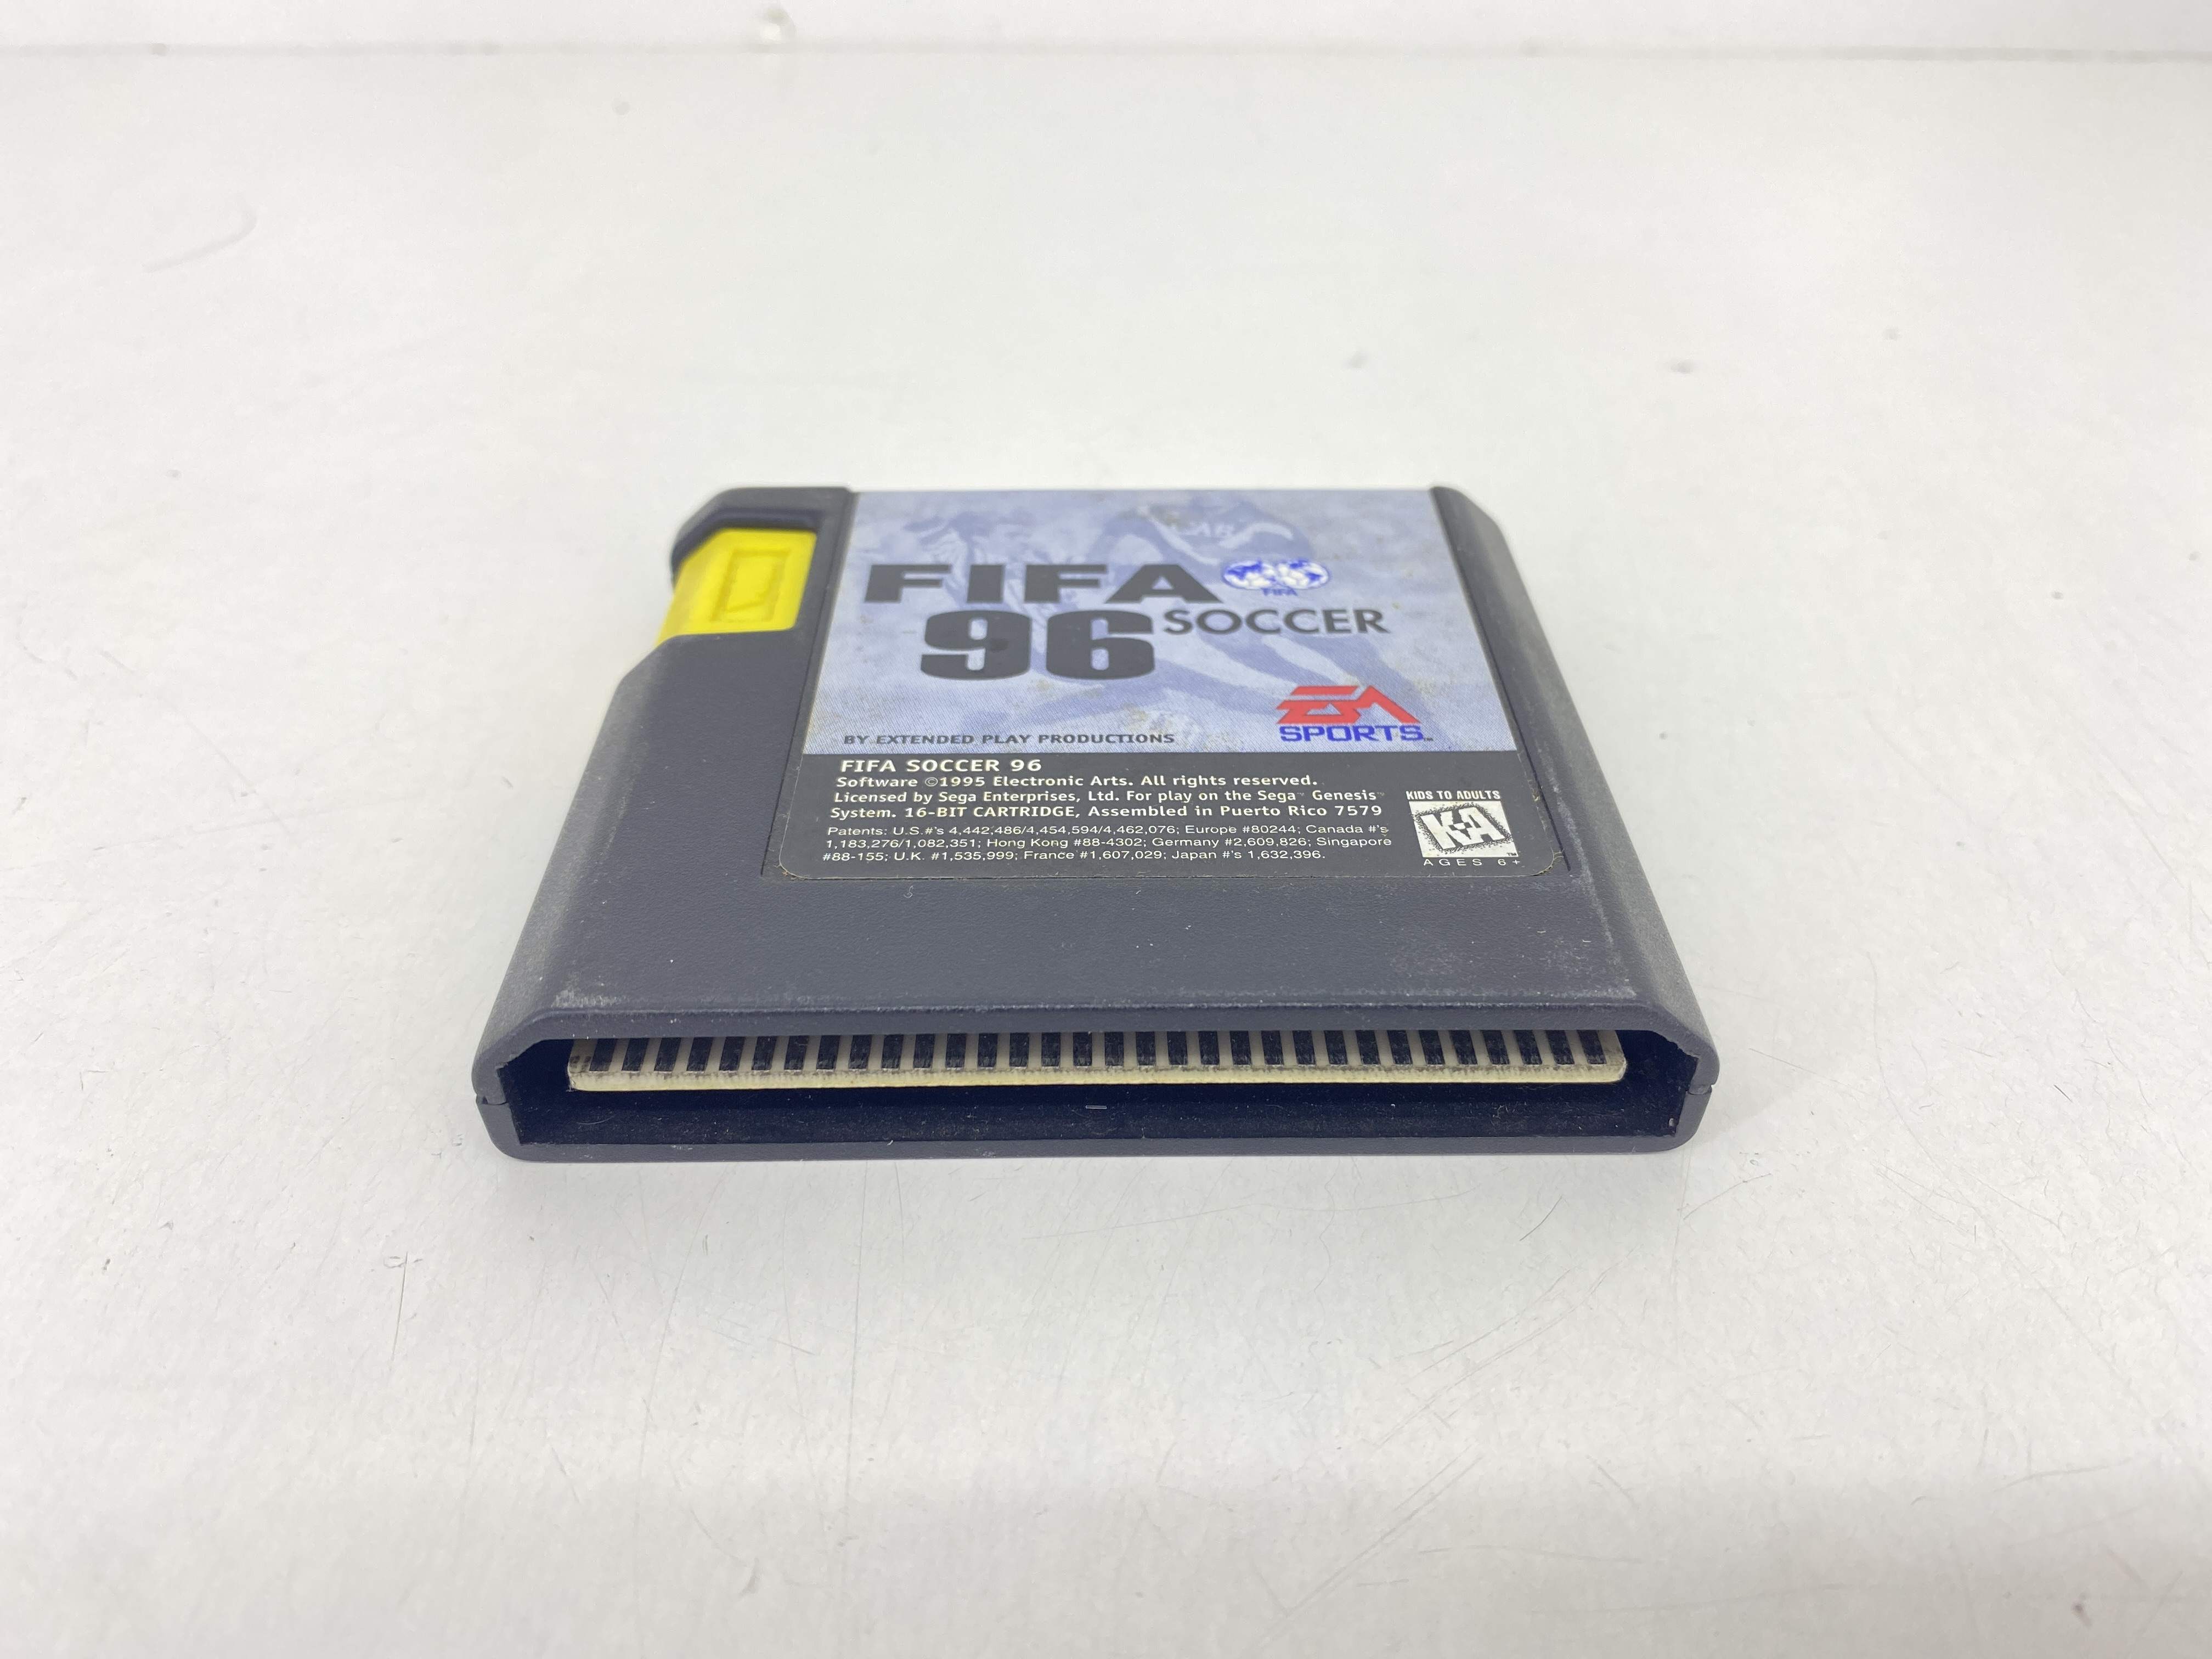 FIFA
FIFA
96 SOCCER
EA
SPORTS™
BY EXTENDED PLAY PRODUCTIONS
FIFA SOCCER 96
Software ©1995 Electronic Arts. All rights reserved.
Licensed by Sega Enterprises, Ltd. For play on the Sega™ Genesis™
System. 16-BIT CARTRIDGE, Assembled in Puerto Rico 7579
Patents: U.S.#'s 4,442,486/4,454,594/4,462,076; Europe #80244; Canada #'s
1,183,276/1,082,351; Hong Kong #88-4302; Germany #2,609,826; Singapore
#88-155; U.K. #1,535,999; France #1,607,029; Japan #'s 1,632,396.
KIDS TO ADULTS
K-A
AGES 6+